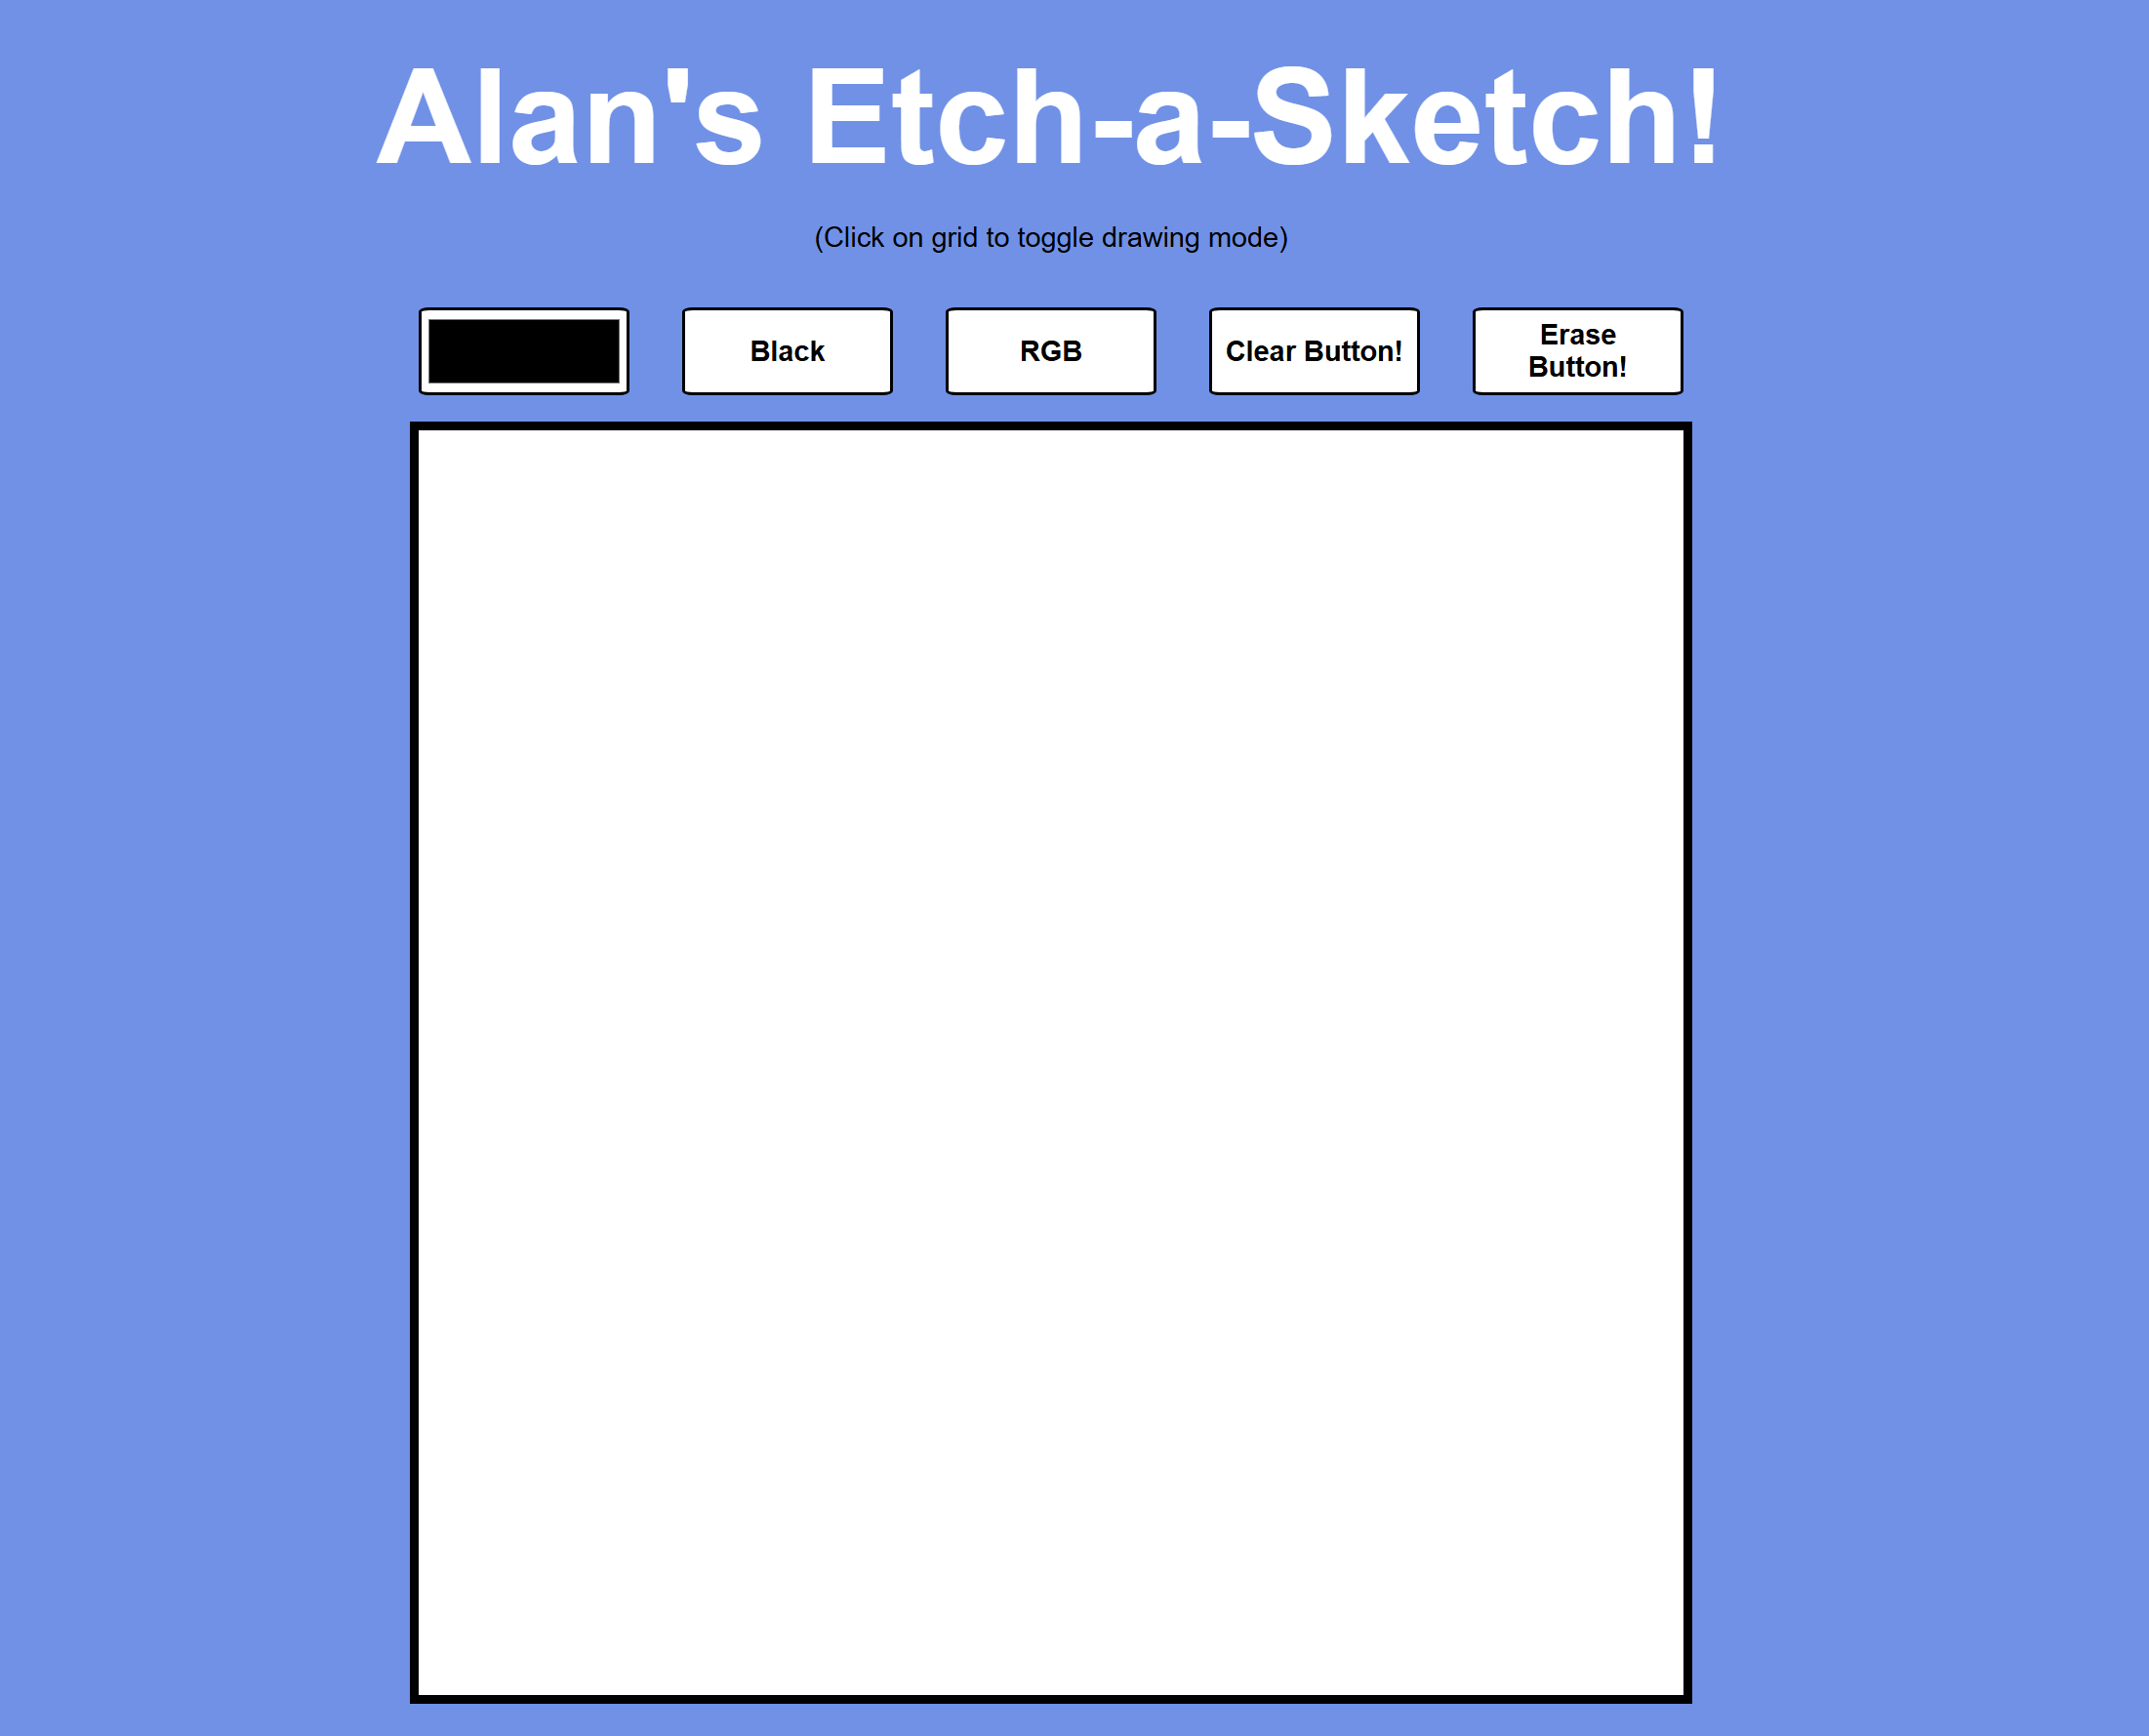 Alan's Etch-a-Sketch!
(Click on grid to toggle drawing mode)
Black
RGB
Clear Button!
Erase
Button!